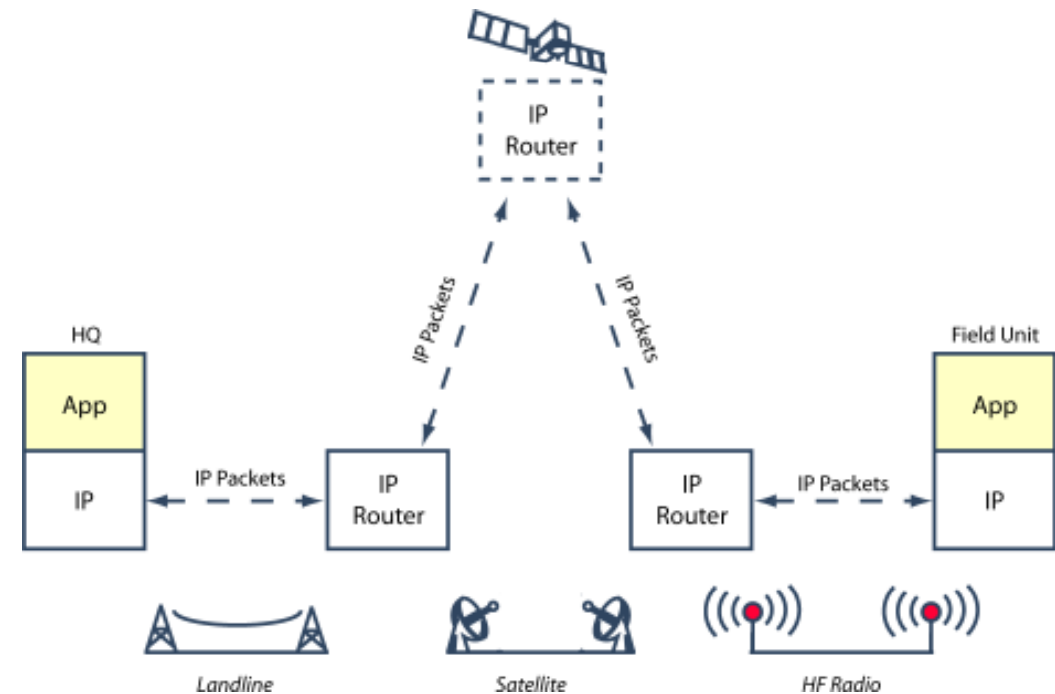 IP
Router
IP Packets
IP Packets
HQ
Field Unit
App
App
IP
IP Packets
IP
Router
IP
Router
IP Packets
IP
Landline
Satellite
HF Radio